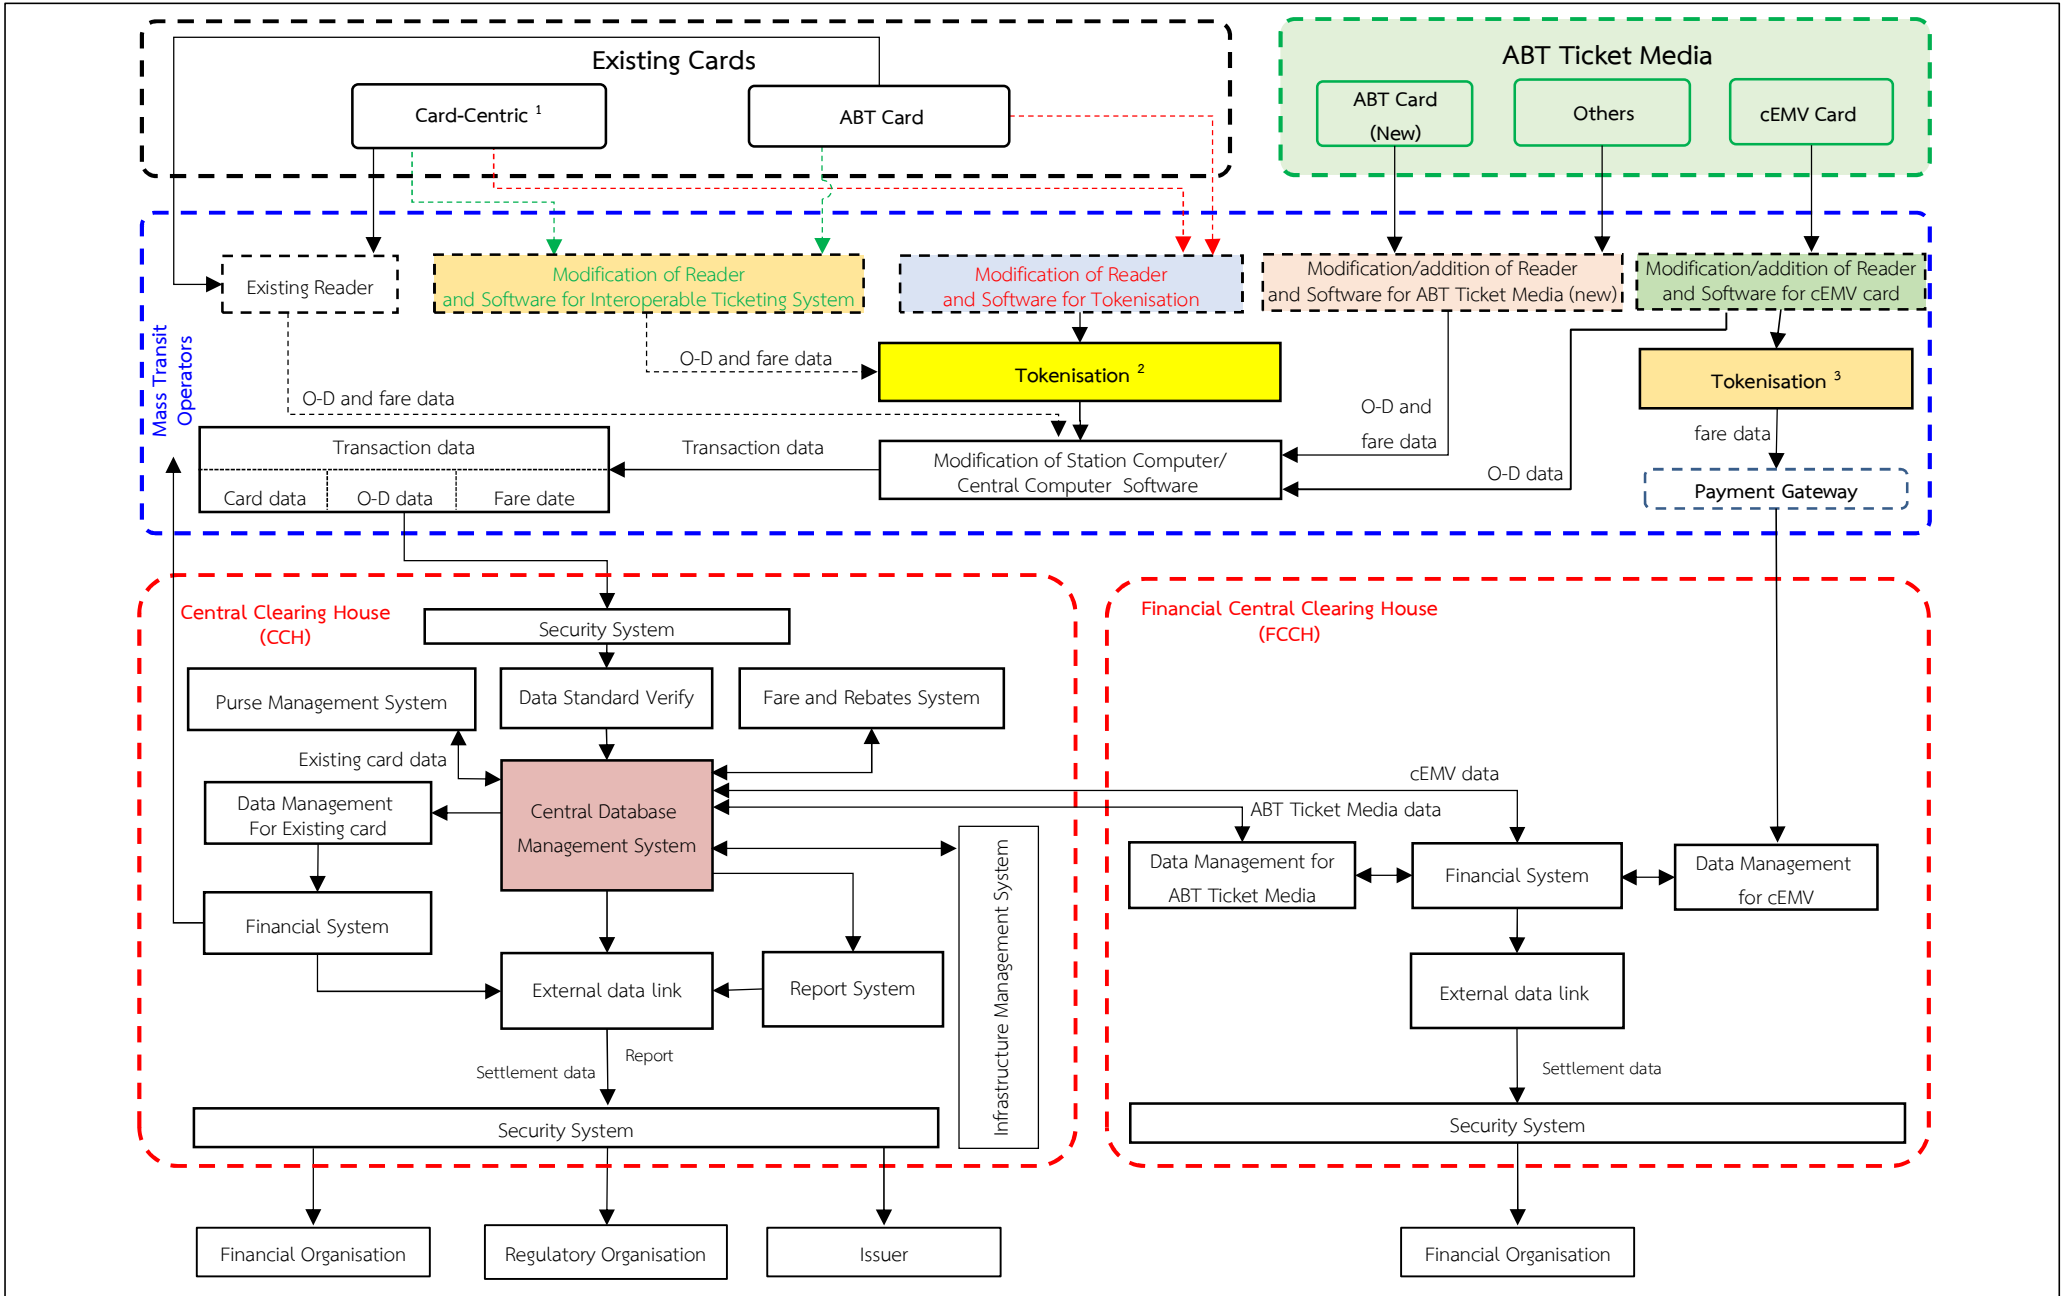 Existing Cards
ABT Ticket Media
Card-Centric 1
ABT Card
ABT Card
(New)
Others
cEMV Card
Mass Transit
Operators
Existing Reader
Modification of Reader
and Software for Interoperable Ticketing System
Modification of Reader
and Software for Tokenisation
Modification/addition of Reader
and Software for ABT Ticket Media (new)
Modification/addition of Reader
and Software for cEMV card
O-D and fare data
Tokenisation 2
Tokenisation 3
O-D and fare data
O-D and
fare data
fare data
Transaction data
Card data
O-D data
Fare date
Transaction data
Modification of Station Computer/
Central Computer Software
O-D data
Payment Gateway
Central Clearing House
(CCH)
Financial Central Clearing House
(FCCH)
Security System
Purse Management System
Data Standard Verify
Fare and Rebates System
Existing card data
cEMV data
ABT Ticket Media data
Data Management
For Existing card
Central Database
Management System
Infrastructure Management System
Data Management for
ABT Ticket Media
Financial System
Data Management
for cEMV
Financial System
External data link
Report System
External data link
Report
Settlement data
Settlement data
Security System
Security System
Financial Organisation
Regulatory Organisation
Issuer
Financial Organisation